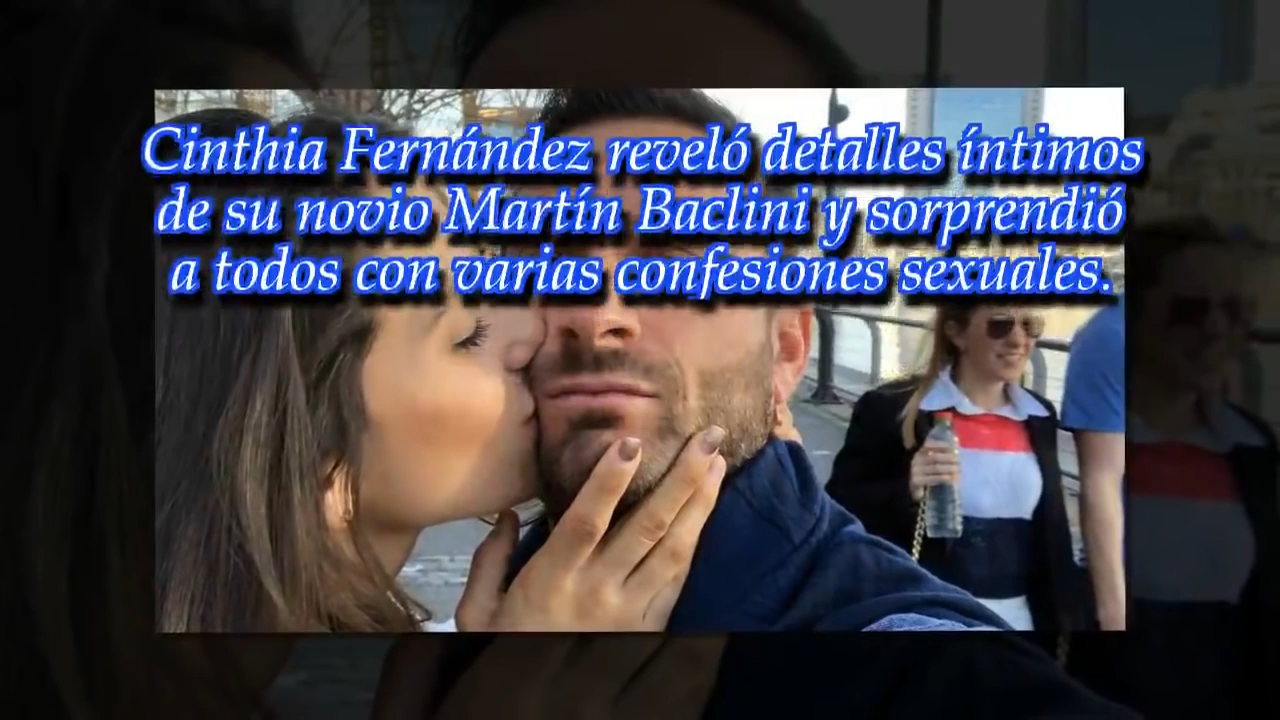 Cinthia Fernández reveló detalles íntimos
de su novio Martín Baclini y sorprendió
a todos con varias confesiones sexuales.